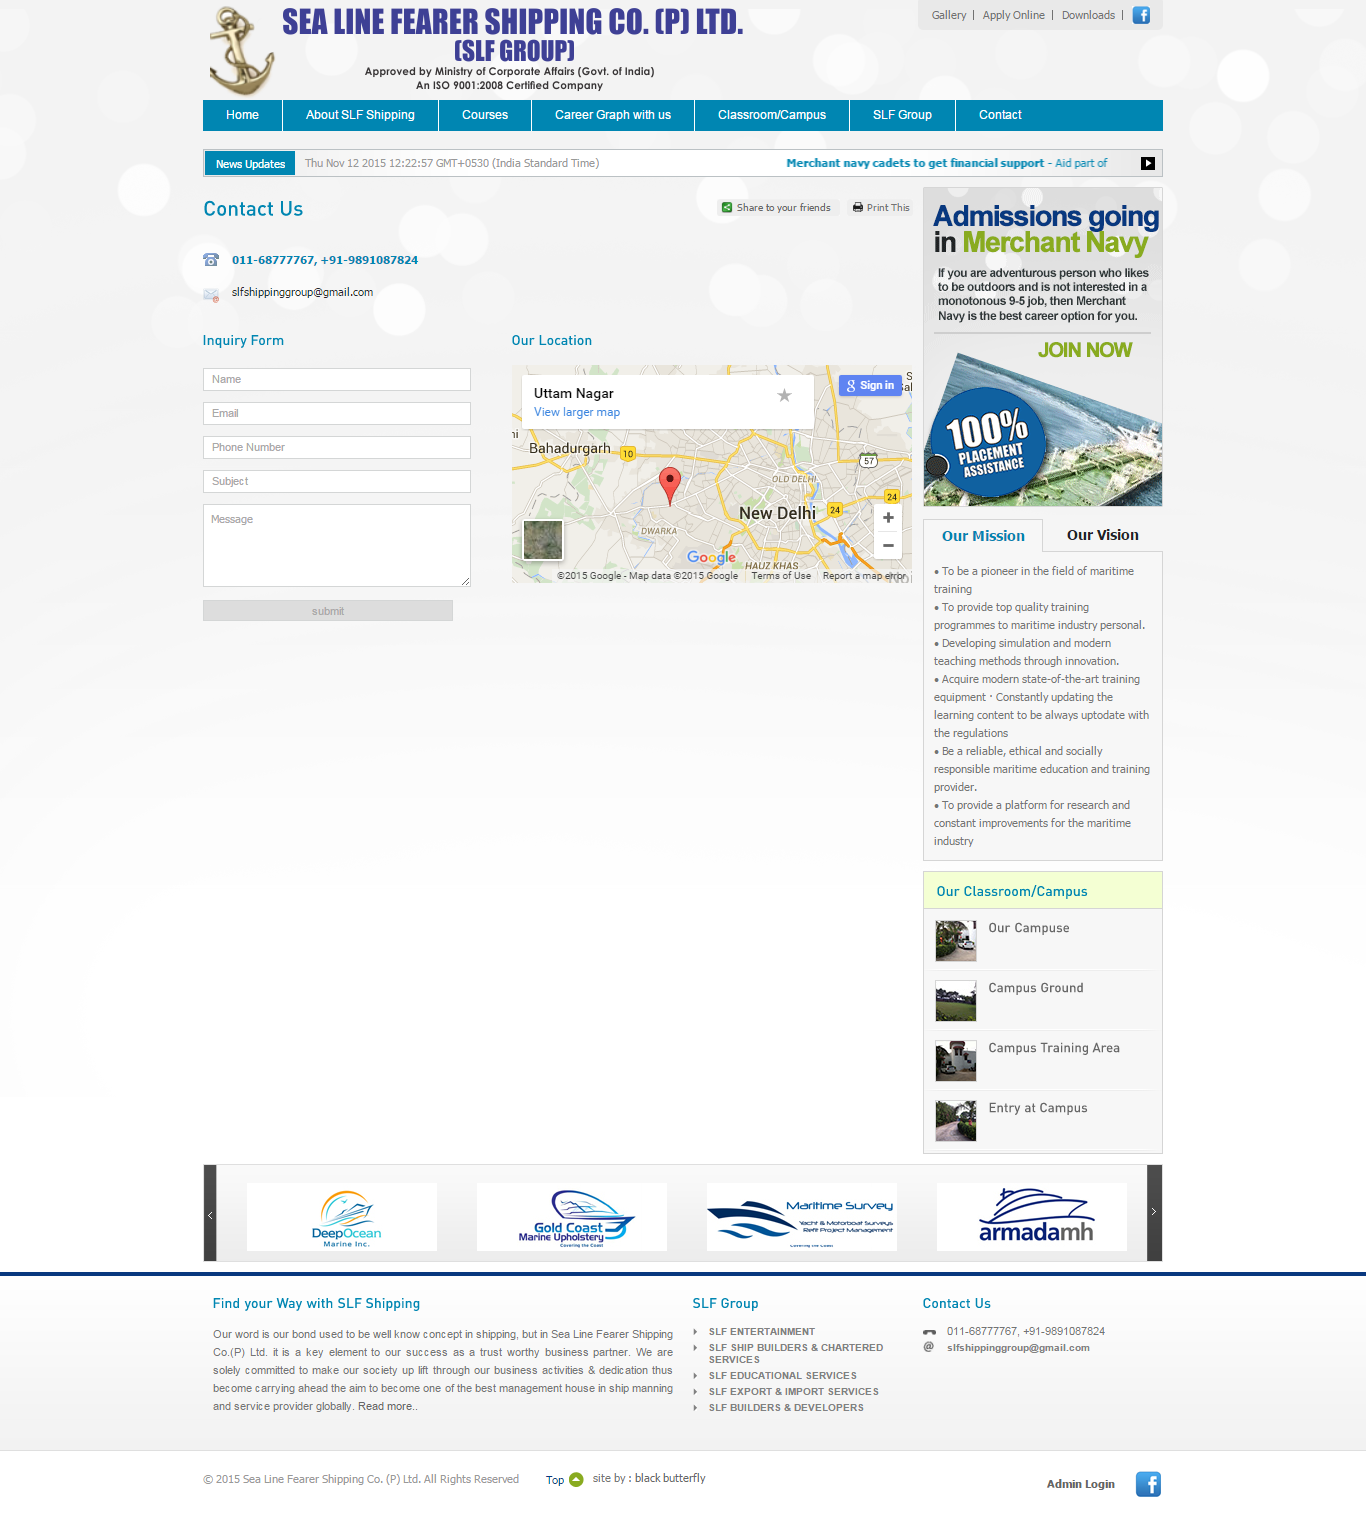 SEA LINE FEARER SHIPPING CO. (P) LTD.
(SLF GROUP)
Approved by Ministry of Corporate Affairs (Govt. of India)
An ISO 9001:2008 Certified Company
Gallery | Apply Online | Downloads |
Home About SLF Shipping Courses Career Graph with us Classroom/Campus SLF Group Contact
News Updates Thu Nov 12 2015 12:22:57 GMT+0530 (India Standard Time) Merchant navy cadets to get financial support - Aid part of
Contact Us
Share to your friends Print This
011-68777767, +91-9891087824
slfshippinggroup@gmail.com
Inquiry Form
Name
Email
Phone Number
Subject
Message
submit
Our Location
Uttam Nagar
View larger map
Sign in
Bahadurgarh
10
57
OLD DELHI
24
New Delhi
24
DWARKA
Google
HAUZ KHAS
©2015 Google - Map data ©2015 Google Terms of Use Report a map error
Admissions going
in Merchant Navy
If you are adventurous person who likes
to be outdoors and is not interested in a
monotonous 9-5 job, then Merchant
Navy is the best career option for you.
JOIN NOW
100%
PLACEMENT
ASSISTANCE
Our Mission Our Vision
• To be a pioneer in the field of maritime
training
• To provide top quality training
programmes to maritime industry personal.
• Developing simulation and modern
teaching methods through innovation.
• Acquire modern state-of-the-art training
equipment · Constantly updating the
learning content to be always uptodate with
the regulations
• Be a reliable, ethical and socially
responsible maritime education and training
provider.
• To provide a platform for research and
constant improvements for the maritime
industry
Our Classroom/Campus
Our Campuse
Campus Ground
Campus Training Area
Entry at Campus
DeepOcean
Marine Inc.
Gold Coast
Marine Upholstery
Covering the Coast
Maritime Survey
Yacht & Motorboat Surveys
Refit Project Management
Covering the Coast
armadamh
Find your Way with SLF Shipping
Our word is our bond used to be well know concept in shipping, but in Sea Line Fearer Shipping
Co.(P) Ltd. it is a key element to our success as a trust worthy business partner. We are
solely committed to make our society up lift through our business activities & dedication thus
become carrying ahead the aim to become one of the best management house in ship manning
and service provider globally. Read more..
SLF Group
SLF ENTERTAINMENT
SLF SHIP BUILDERS & CHARTERED
SERVICES
SLF EDUCATIONAL SERVICES
SLF EXPORT & IMPORT SERVICES
SLF BUILDERS & DEVELOPERS
Contact Us
011-68777767, +91-9891087824
@ slfshippinggroup@gmail.com
© 2015 Sea Line Fearer Shipping Co. (P) Ltd. All Rights Reserved Top site by : black butterfly Admin Login